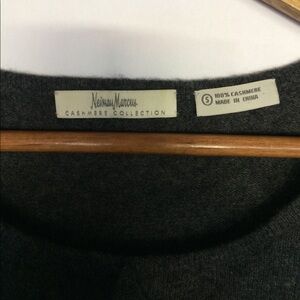 Neiman Marcus
CASHMERE COLLECTION
S 100% CASHMERE
MADE IN CHINA